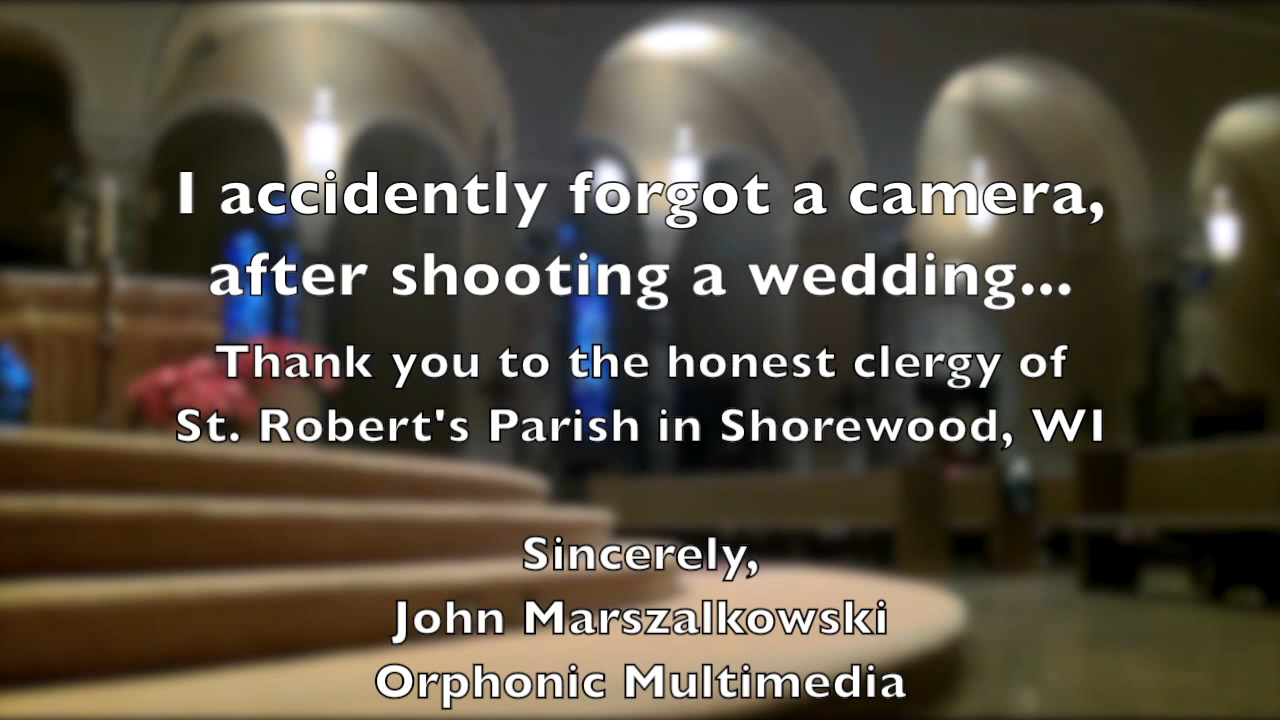 I accidently forgot a camera,
after shooting a wedding...
Thank you to the honest clergy of
St. Robert's Parish in Shorewood, WI
Sincerely,
John Marszalkowski
Orphonic Multimedia